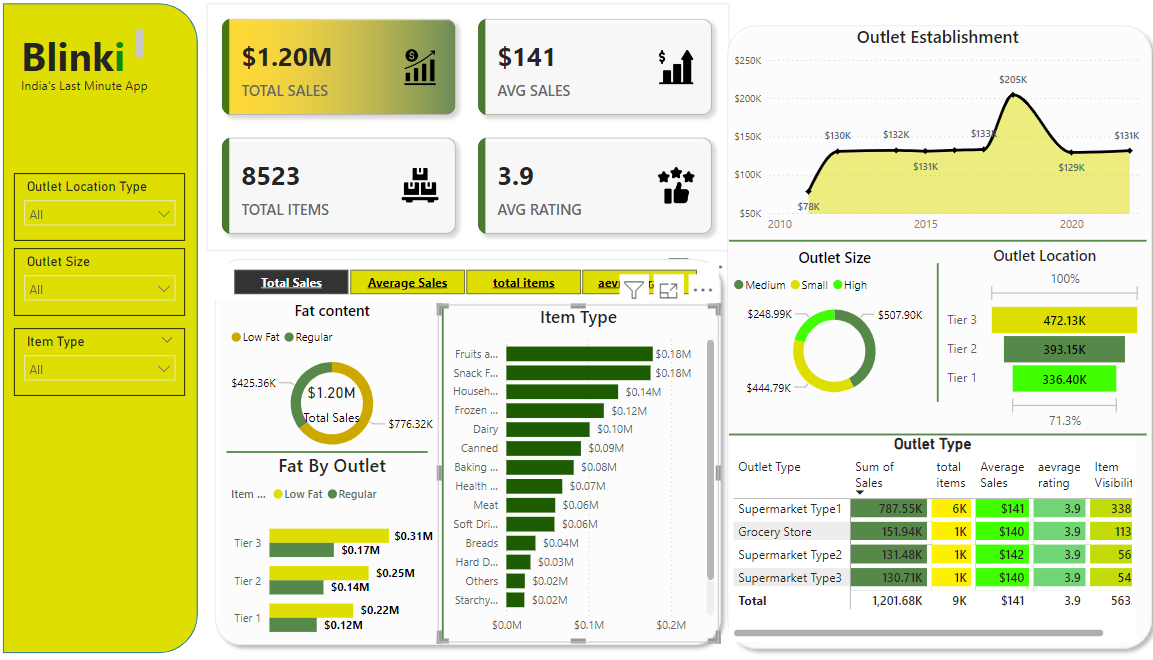 Blinki
India's Last Minute App
Outlet Location Type
All
Outlet Size
All
Item Type
All
$1.20M
TOTAL SALES
$141
AVG SALES
8523
TOTAL ITEMS
3.9
AVG RATING
Total Sales
Average Sales
total items
Fat content
Low Fat Regular
$425.36K
$1.20M
Total Sales
$776.32K
Fat By Outlet
Item ... Low Fat Regular
Tier 3 $0.31M
$0.17M
Tier 2 $0.25M
$0.14M
Tier 1 $0.22M
$0.12M
Item Type
Fruits a... $0.18M
Snack F... $0.18M
Househ... $0.14M
Frozen ... $0.12M
Dairy $0.10M
Canned $0.09M
Baking ... $0.08M
Health ... $0.07M
Meat $0.06M
Soft Dri... $0.06M
Breads $0.04M
Hard D... $0.03M
Others $0.02M
Starchy... $0.02M
$0.0M $0.1M $0.2M
Outlet Establishment
$250K
$200K
$150K
$100K
$50K
$78K
$130K
$132K
$131K
$133K
$205K
$129K
$131K
2010 2015 2020
Outlet Size
Medium Small High
$248.99K
$507.90K
$444.79K
Outlet Location
100%
Tier 3 472.13K
Tier 2 393.15K
Tier 1 336.40K
71.3%
Outlet Type
Outlet Type Sum of Sales total items Average Sales aevrage rating Item Visibilit
Supermarket Type1 787.55K 6K $141 3.9 338
Grocery Store 151.94K 1K $140 3.9 113
Supermarket Type2 131.48K 1K $142 3.9 56
Supermarket Type3 130.71K 1K $140 3.9 54
Total 1,201.68K 9K $141 3.9 563